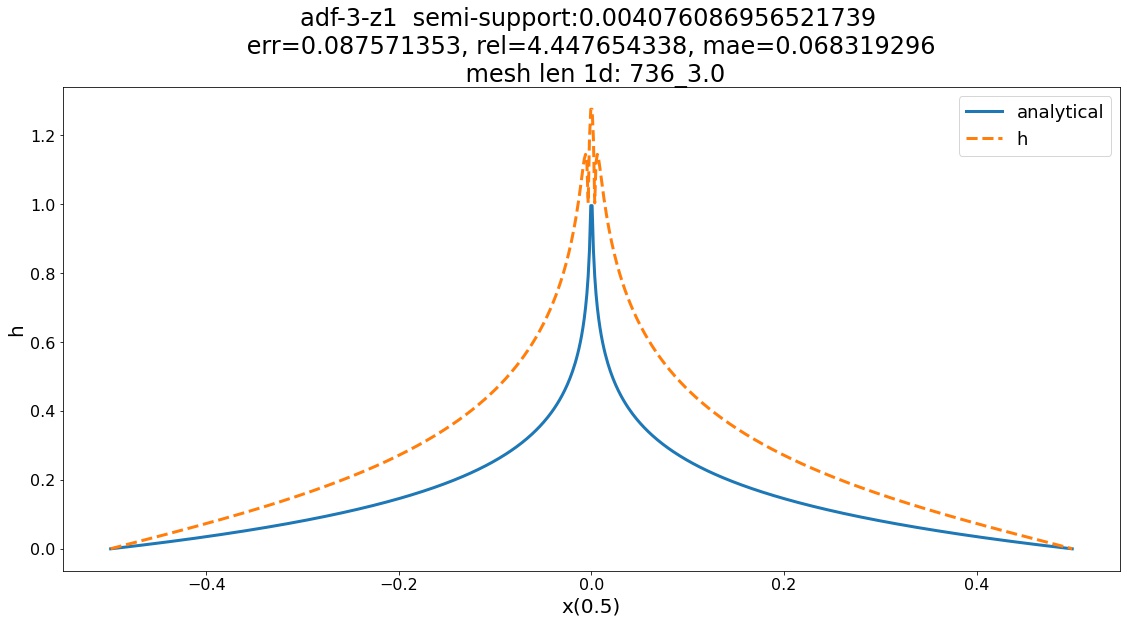 adf-3-z1  semi-support:0.004076086956521739
err=0.087571353, rel=4.447654338, mae=0.068319296
mesh len 1d: 736_3.0
analytical
h
h
1.2
1.0
0.8
0.6
0.4
0.2
0.0
−0.4 −0.2 0.0 0.2 0.4
x(0.5)